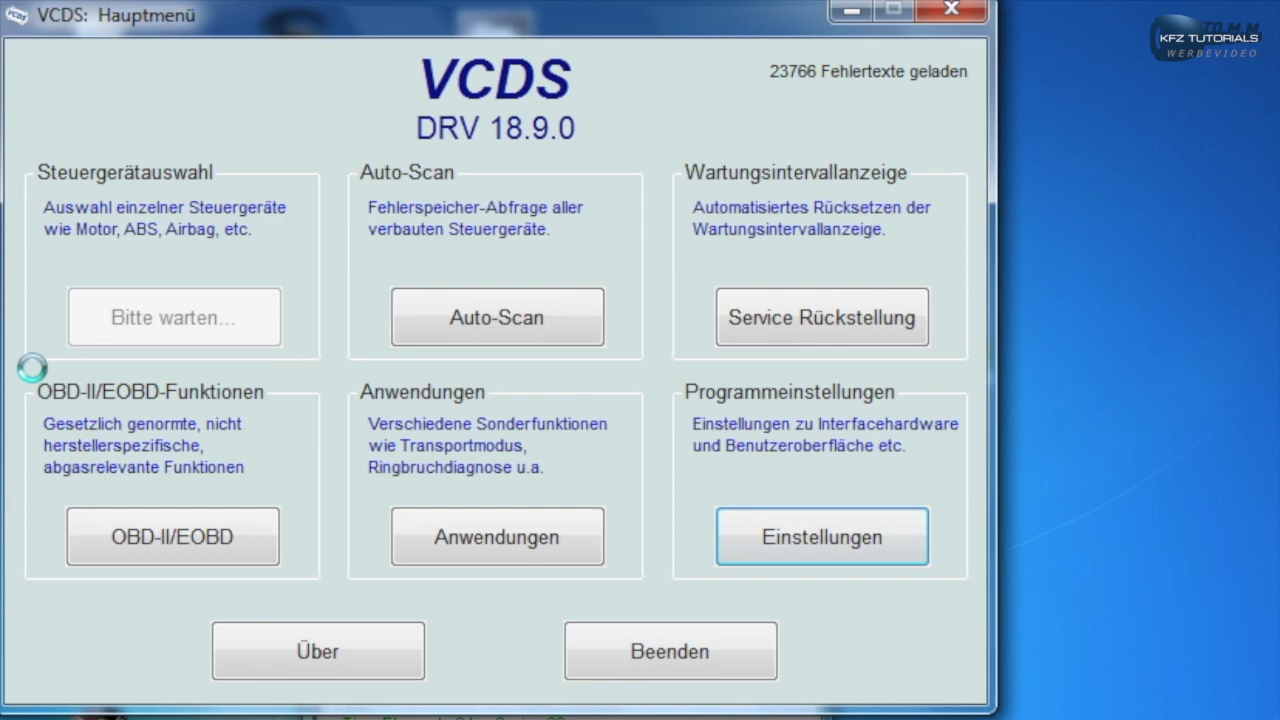 VCDS: Hauptmenü
KFZ TUTORIALS
WERBEVIDEO
VCDS
DRV 18.9.0
23766 Fehlertexte geladen
Steuergerätauswahl
Auswahl einzelner Steuergeräte
wie Motor, ABS, Airbag, etc.
Bitte warten...
Auto-Scan
Fehlerspeicher-Abfrage aller
verbauten Steuergeräte.
Auto-Scan
Wartungsintervallanzeige
Automatisiertes Rücksetzen der
Wartungsintervallanzeige.
Service Rückstellung
OBD-II/EOBD-Funktionen
Gesetzlich genormte, nicht
herstellerspezifische,
abgasrelevante Funktionen
OBD-II/EOBD
Anwendungen
Verschiedene Sonderfunktionen
wie Transportmodus,
Ringbruchdiagnose u.a.
Anwendungen
Programmeinstellungen
Einstellungen zu Interfacehardware
und Benutzeroberfläche etc.
Einstellungen
Über
Beenden